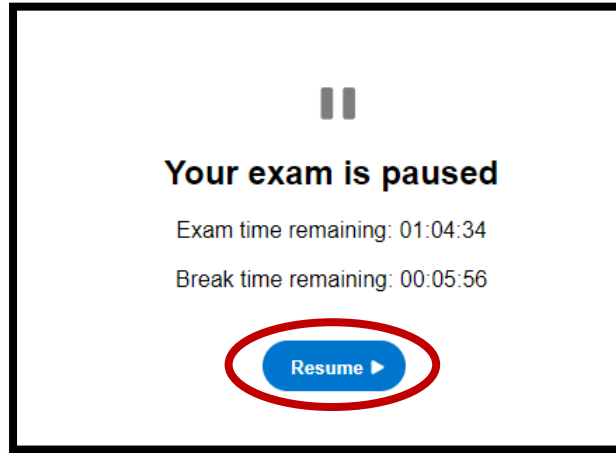 Your exam is paused
Exam time remaining: 01:04:34
Break time remaining: 00:05:56
Resume